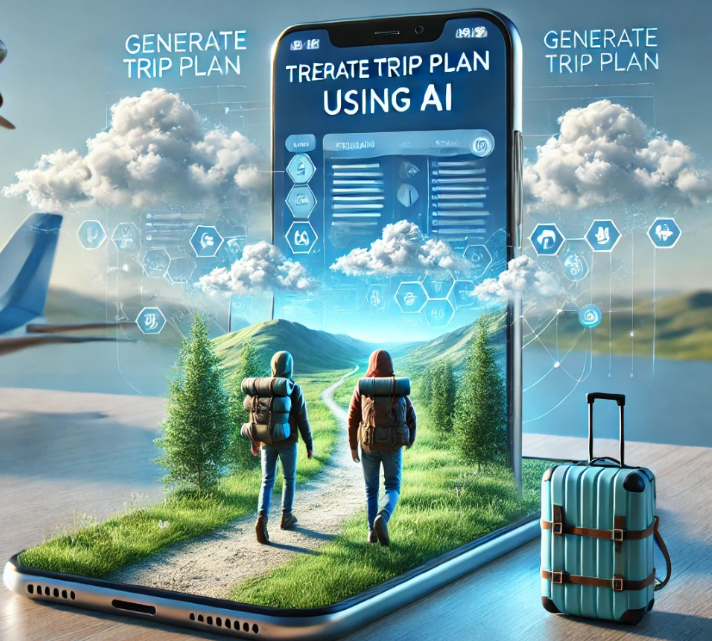 GENERATE
TRIP PLAN
TRERATE TRIP PLAN
USING AI
GENERATE
TRIP PLAN